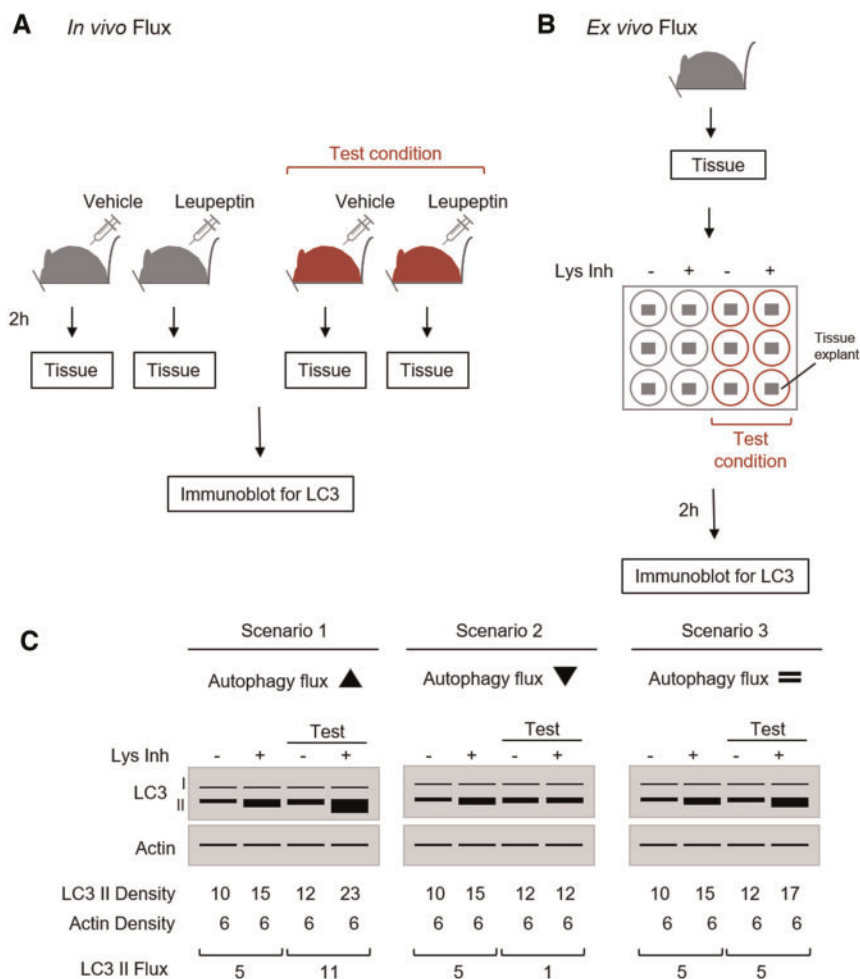 A In vivo Flux
Test condition
Vehicle Leupeptin Vehicle Leupeptin
2h
Tissue Tissue Tissue Tissue
Immunoblot for LC3
B Ex vivo Flux
Tissue
Lys Inh - + - +
Tissue
explant
Test
condition
2h
Immunoblot for LC3
C
Scenario 1 Scenario 2 Scenario 3
Autophagy flux ▲ Autophagy flux ▼ Autophagy flux =
Test Test Test
Lys Inh - + - + - + - + - + - +
LC3 I
II
Actin
LC3 II Density 10 15 12 23 10 15 12 12 10 15 12 17
Actin Density 6 6 6 6 6 6 6 6 6 6 6 6
LC3 II Flux 5 11 5 1 5 5